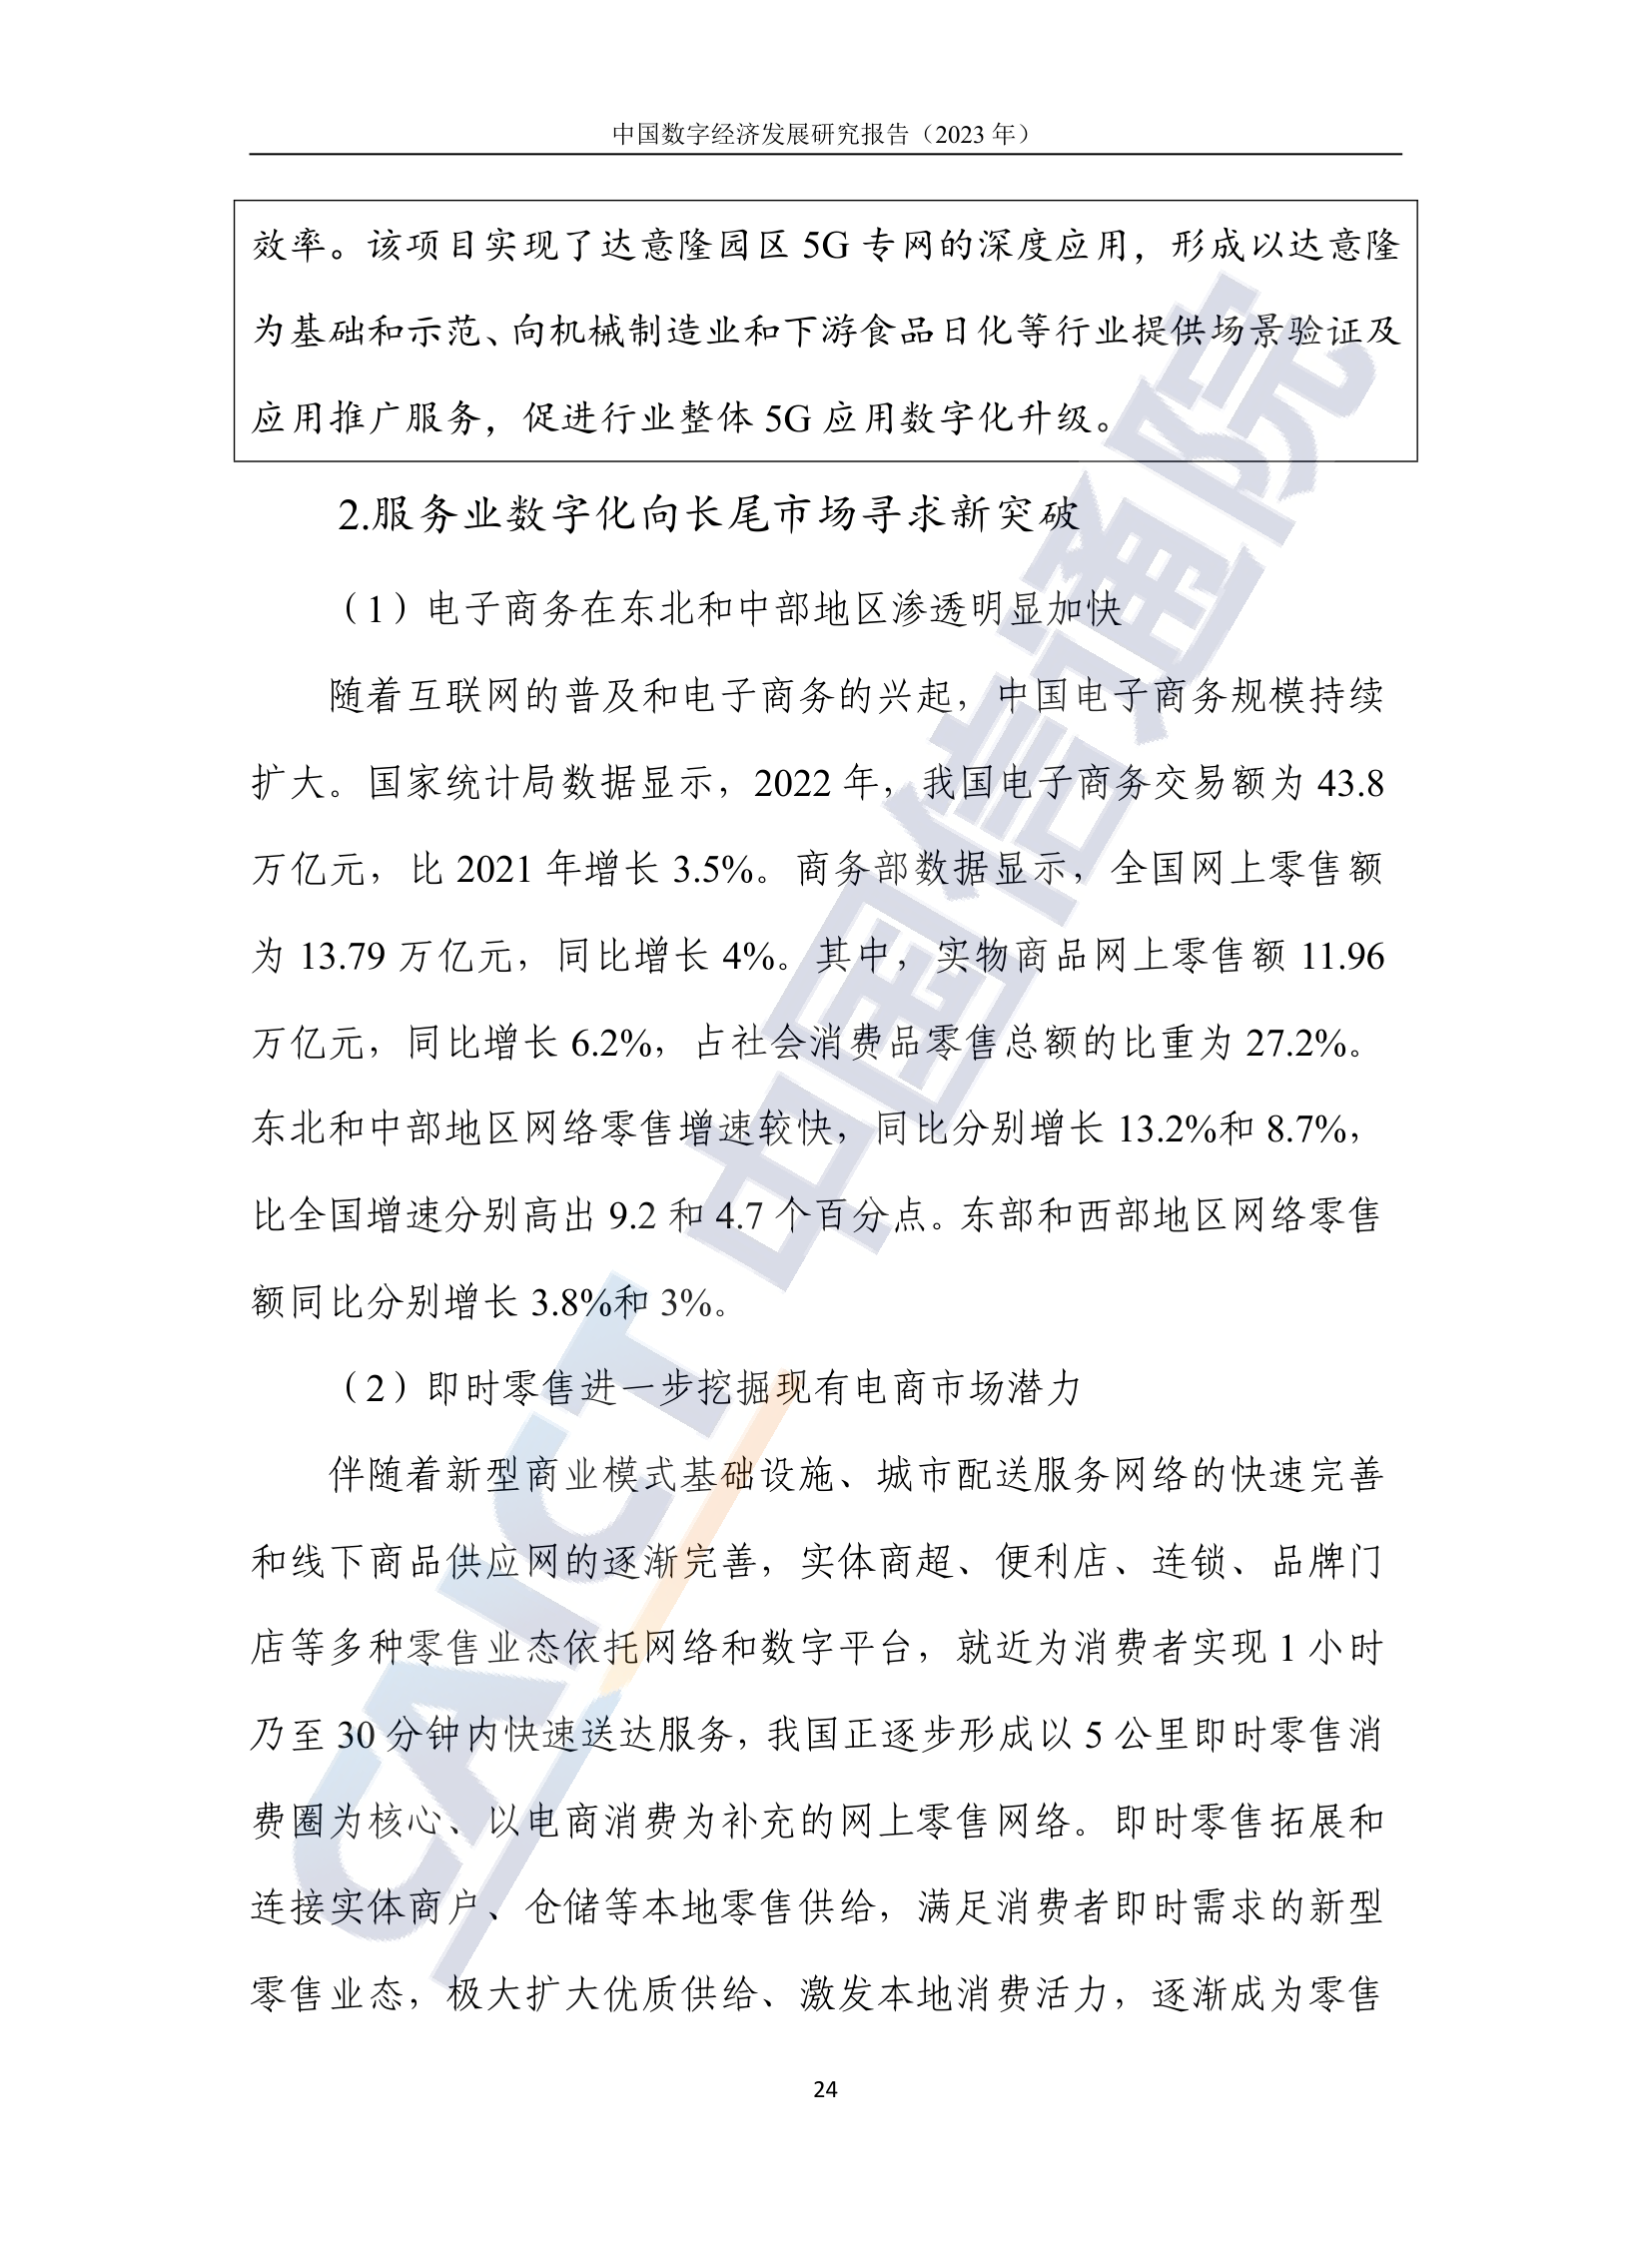 中国数字经济发展研究报告（2023 年）
效率。该项目实现了达意隆园区 5G 专网的深度应用，形成以达意隆
为基础和示范、向机械制造业和下游食品日化等行业提供场景验证及
应用推广服务，促进行业整体 5G 应用数字化升级。
2.服务业数字化向长尾市场寻求新突破
（1）电子商务在东北和中部地区渗透明显加快
随着互联网的普及和电子商务的兴起，中国电子商务规模持续
扩大。国家统计局数据显示，2022 年，我国电子商务交易额为 43.8
万亿元，比 2021 年增长 3.5%。商务部数据显示，全国网上零售额
为 13.79 万亿元，同比增长 4%。其中，实物商品网上零售额 11.96
万亿元，同比增长 6.2%，占社会消费品零售总额的比重为 27.2%。
东北和中部地区网络零售增速较快，同比分别增长 13.2%和 8.7%，
比全国增速分别高出 9.2 和 4.7 个百分点。东部和西部地区网络零售
额同比分别增长 3.8%和 3%。
（2）即时零售进一步挖掘现有电商市场潜力
伴随着新型商业模式基础设施、城市配送服务网络的快速完善
和线下商品供应网的逐渐完善，实体商超、便利店、连锁、品牌门
店等多种零售业态依托网络和数字平台，就近为消费者实现 1 小时
乃至 30 分钟内快速送达服务，我国正逐步形成以 5 公里即时零售消
费圈为核心、以电商消费为补充的网上零售网络。即时零售拓展和
连接实体商户、仓储等本地零售供给，满足消费者即时需求的新型
零售业态，极大扩大优质供给、激发本地消费活力，逐渐成为零售
24
CAICT 中国信通院